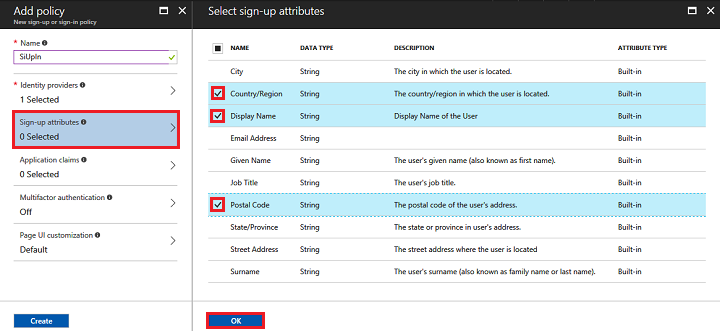 Add policy
New sign-up or sign-in policy
* Name
SiUpIn
* Identity providers
1 Selected
Sign-up attributes
0 Selected
Application claims
0 Selected
Multifactor authentication
Off
Page UI customization
Default
Create
Select sign-up attributes
NAME DATA TYPE DESCRIPTION ATTRIBUTE TYPE
City String The city in which the user is located. Built-in
Country/Region String The country/region in which the user is located. Built-in
Display Name String Display Name of the User Built-in
Email Address String Built-in
Given Name String The user's given name (also known as first name). Built-in
Job Title String The user's job title. Built-in
Postal Code String The postal code of the user's address. Built-in
State/Province String The state or province in user's address. Built-in
Street Address String The street address where the user is located Built-in
Surname String The user's surname (also known as family name or last name). Built-in
OK